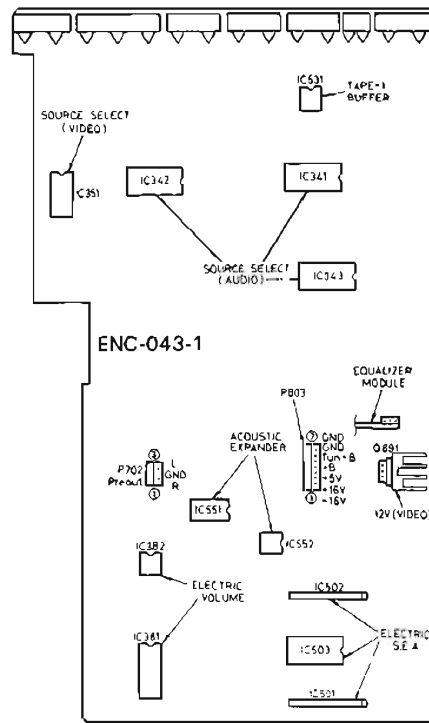 IC631
TAPE-1
BUFFER
SOURCE SELECT
(VIDEO)
IC351
IC342
IC341
SOURCE SELECT
(AUDIO)
IC343
ENC-043-1
EQUALIZER
MODULE
P803
ACOUSTIC
EXPANDER
GND
GND
fun+B
+B
+5V
+16V
-16V
Q891
12V (VIDEO)
P702
Preout
L
GND
R
IC551
IC552
IC382
ELECTRIC
VOLUME
IC381
IC502
IC503
ELECTRIC
S.E.A
IC501